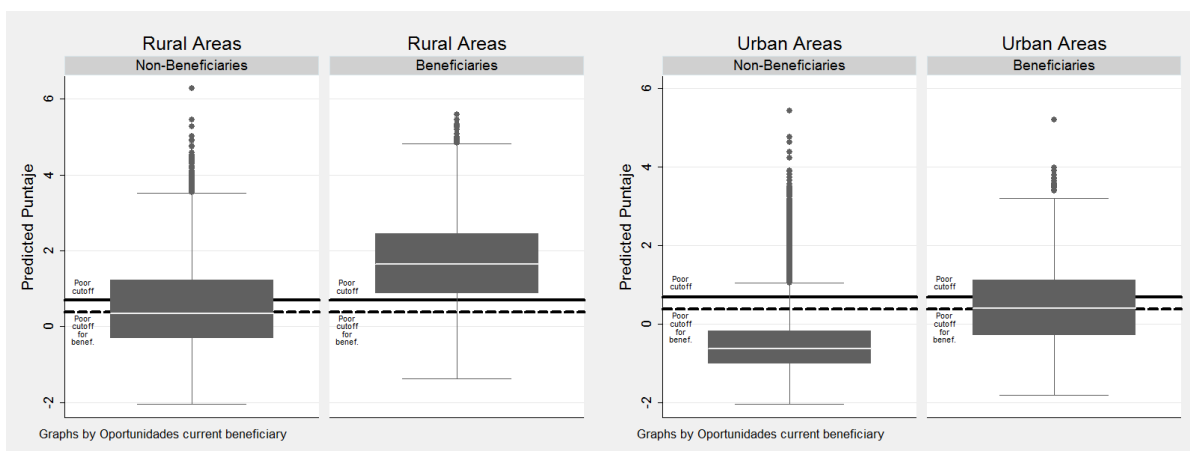 Rural Areas
Rural Areas
Non-Beneficiaries
Beneficiaries
Predicted Puntaje
6
4
2
0
-2
Poor
cutoff
Poor
cutoff
for
benef.
Poor
cutoff
Poor
cutoff
for
benef.
Graphs by Oportunidades current beneficiary
Urban Areas
Urban Areas
Non-Beneficiaries
Beneficiaries
Predicted Puntaje
6
4
2
0
-2
Poor
cutoff
Poor
cutoff
for
benef.
Poor
cutoff
Poor
cutoff
for
benef.
Graphs by Oportunidades current beneficiary